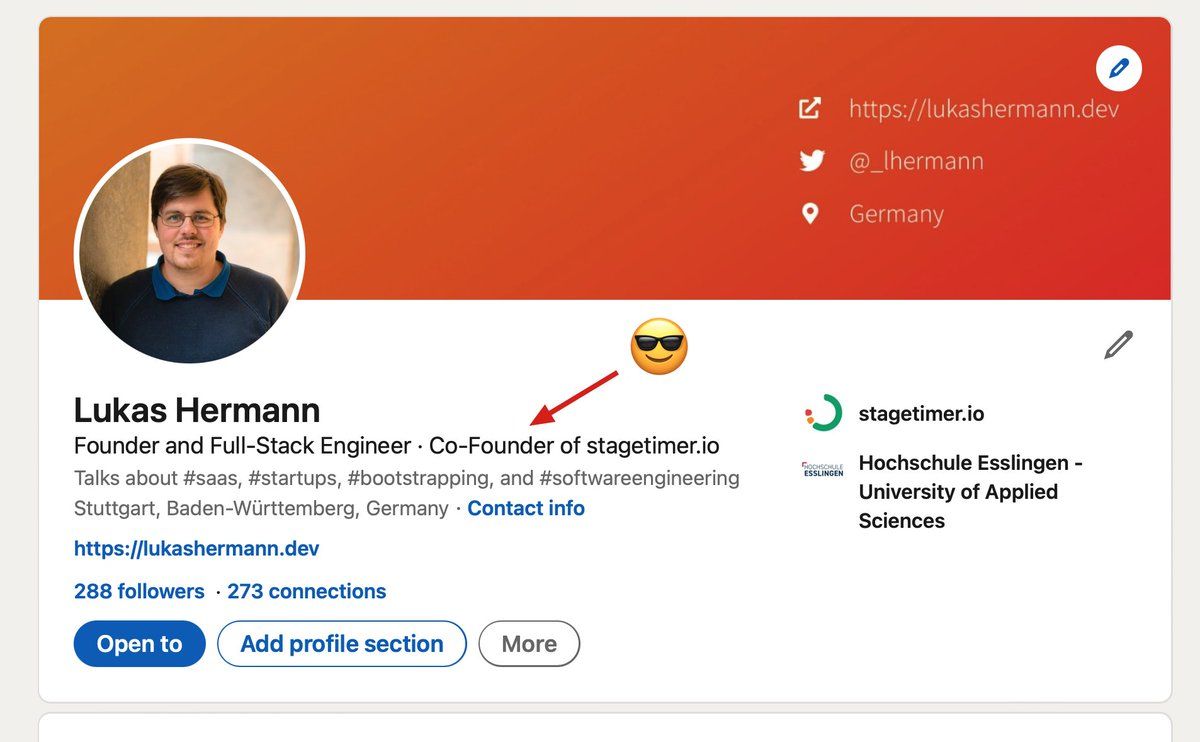 https://lukashermann.dev
@_lhermann
Germany
Lukas Hermann
Founder and Full-Stack Engineer · Co-Founder of stagetimer.io
Talks about #saas, #startups, #bootstrapping, and #softwareengineering
Stuttgart, Baden-Württemberg, Germany · Contact info
https://lukashermann.dev
288 followers · 273 connections
Open to
Add profile section
More
stagetimer.io
HOCHSCHULE
ESSLINGEN
Hochschule Esslingen -
University of Applied
Sciences